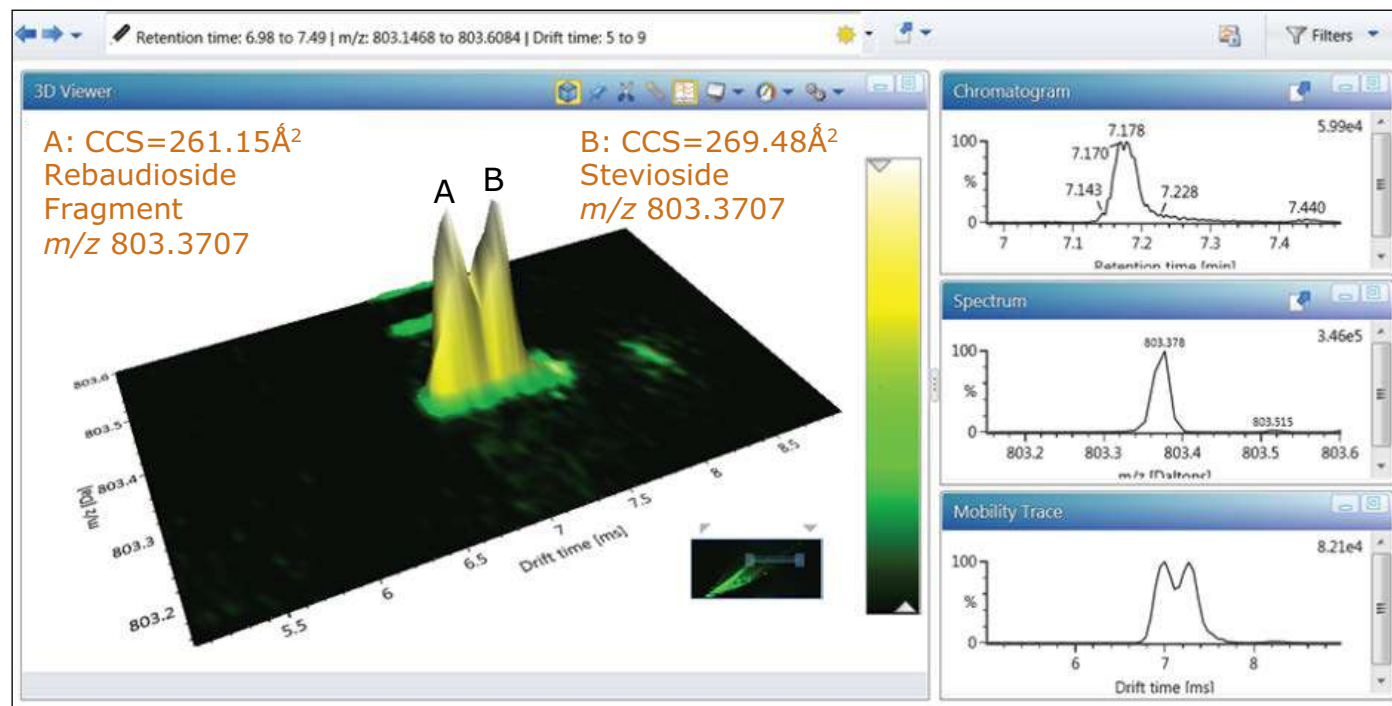 Retention time: 6.98 to 7.49 | m/z: 803.1468 to 803.6084 | Drift time: 5 to 9
Filters
3D Viewer
A: CCS=261.15Å²
Rebaudioside
Fragment
m/z 803.3707
B: CCS=269.48Å²
Stevioside
m/z 803.3707
A
B
803.6
803.5
803.4
803.3
803.2
m/z [Da]
5.5
6
6.5
7
7.5
8
8.5
Drift time [ms]
Chromatogram
5.99e4
100
%
0
7.178
7.170
7.143
7.228
7.440
7
7.1
7.2
7.3
7.4
Retention time [min]
Spectrum
3.46e5
100
%
0
803.378
803.515
803.2
803.3
803.4
803.5
803.6
m/z [Daltons]
Mobility Trace
8.21e4
100
%
0
6
7
8
Drift time [ms]